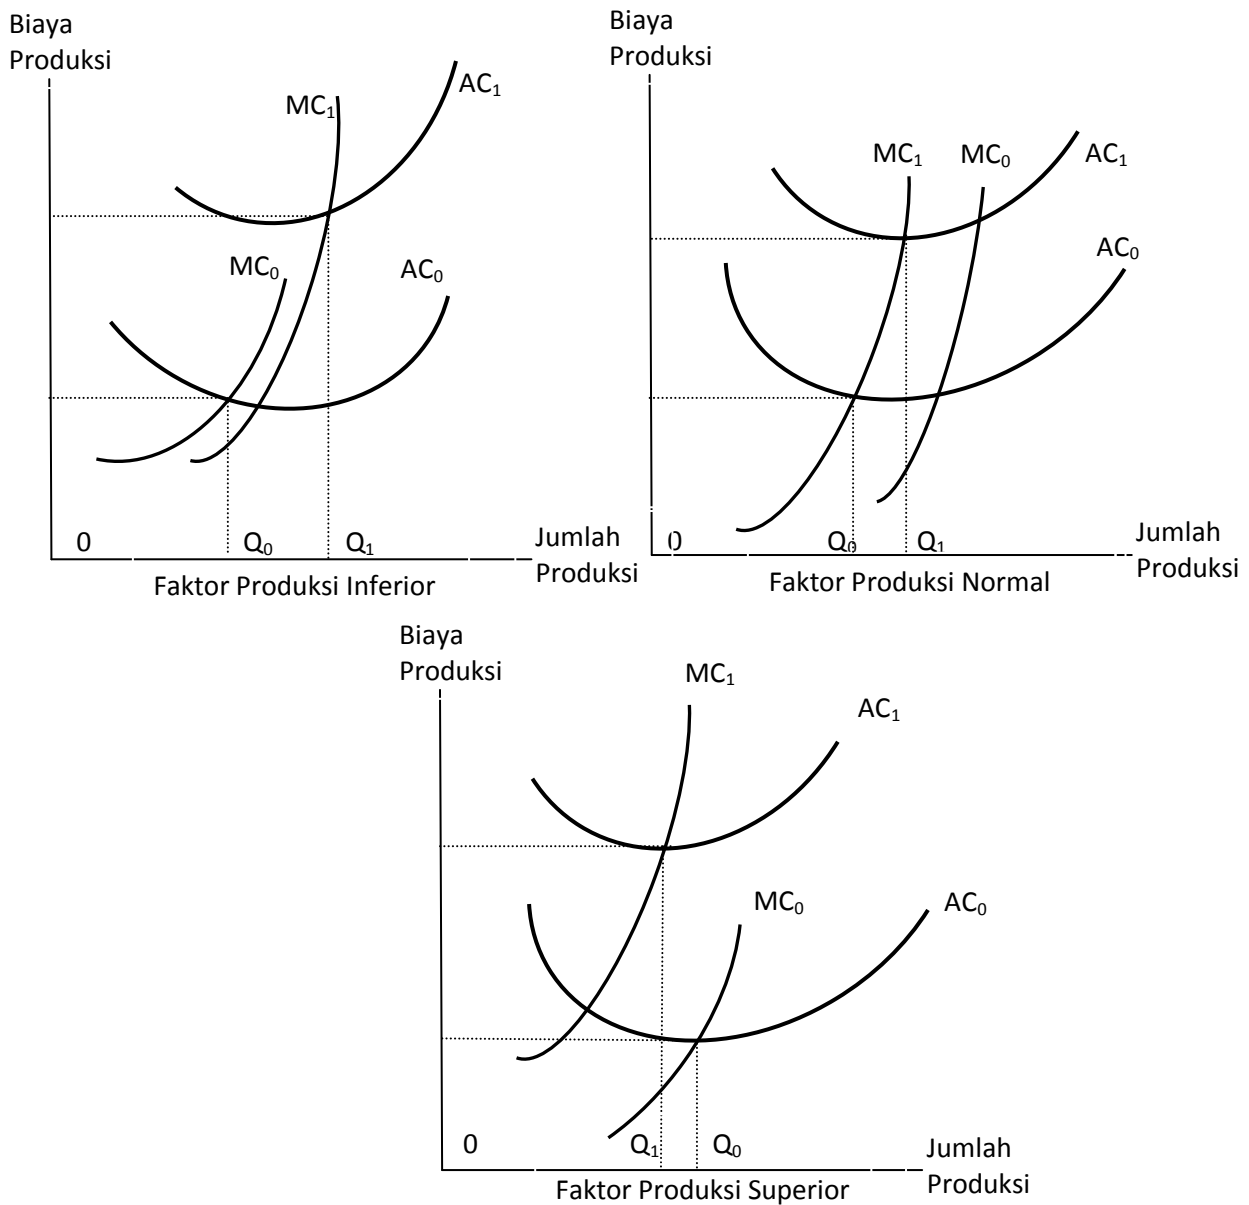 Biaya
Produksi
AC₁
MC₁
MC₀
AC₀
0
Q₀
Q₁
Jumlah
Produksi
Faktor Produksi Inferior
Biaya
Produksi
MC₁
MC₀
AC₁
AC₀
0
Q₀
Q₁
Jumlah
Produksi
Faktor Produksi Normal
Biaya
Produksi
MC₁
AC₁
MC₀
AC₀
0
Q₁
Q₀
Jumlah
Produksi
Faktor Produksi Superior